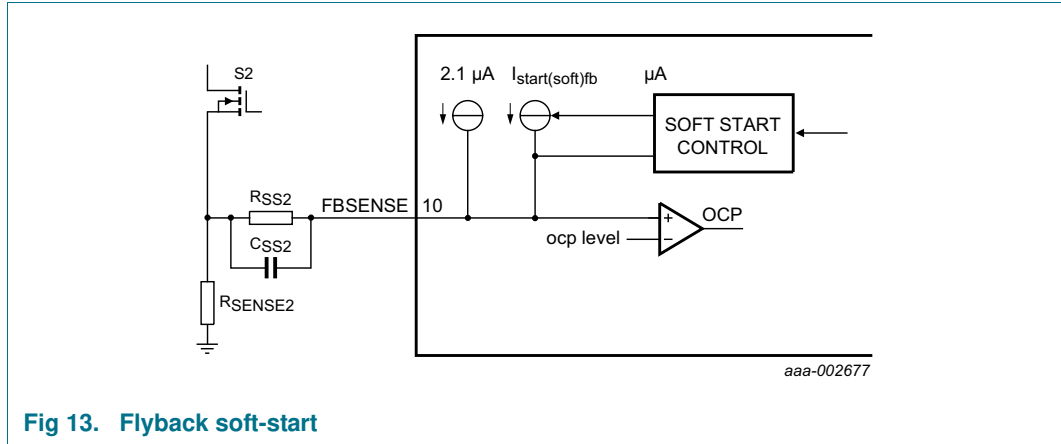 S2
2.1 µA
Istart(soft)fb
µA
SOFT START
CONTROL
RSS2
FBSENSE
10
CSS2
ocp level
+
−
OCP
RSENSE2
aaa-002677
Fig 13. Flyback soft-start